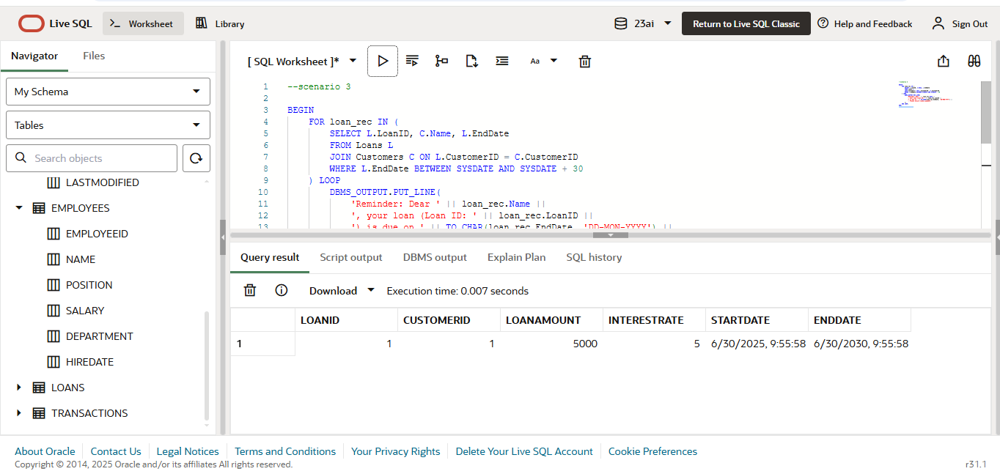 Live SQL
Worksheet
Library
23ai
Return to Live SQL Classic
Help and Feedback
Sign Out
Navigator
Files
My Schema
Tables
Search objects
LASTMODIFIED
EMPLOYEES
EMPLOYEEID
NAME
POSITION
SALARY
DEPARTMENT
HIREDATE
LOANS
TRANSACTIONS
[ SQL Worksheet ]*
Aa
1 --scenario 3
2
3 BEGIN
4 FOR loan_rec IN (
5 SELECT L.LoanID, C.Name, L.EndDate
6 FROM Loans L
7 JOIN Customers C ON L.CustomerID = C.CustomerID
8 WHERE L.EndDate BETWEEN SYSDATE AND SYSDATE + 30
9 ) LOOP
10 DBMS_OUTPUT.PUT_LINE(
11 'Reminder: Dear ' || loan_rec.Name ||
12 ', your loan (Loan ID: ' || loan_rec.LoanID ||
13 ') is due on ' || TO_CHAR(loan_rec.EndDate, 'DD-MON-YYYY') ||
Query result
Script output
DBMS output
Explain Plan
SQL history
Download
Execution time: 0.007 seconds
LOANID CUSTOMERID LOANAMOUNT INTERESTRATE STARTDATE ENDDATE
1 1 1 5000 5 6/30/2025, 9:55:58 6/30/2030, 9:55:58
About Oracle Contact Us Legal Notices Terms and Conditions Your Privacy Rights Delete Your Live SQL Account Cookie Preferences
Copyright © 2014, 2025 Oracle and/or its affiliates All rights reserved.
r31.1